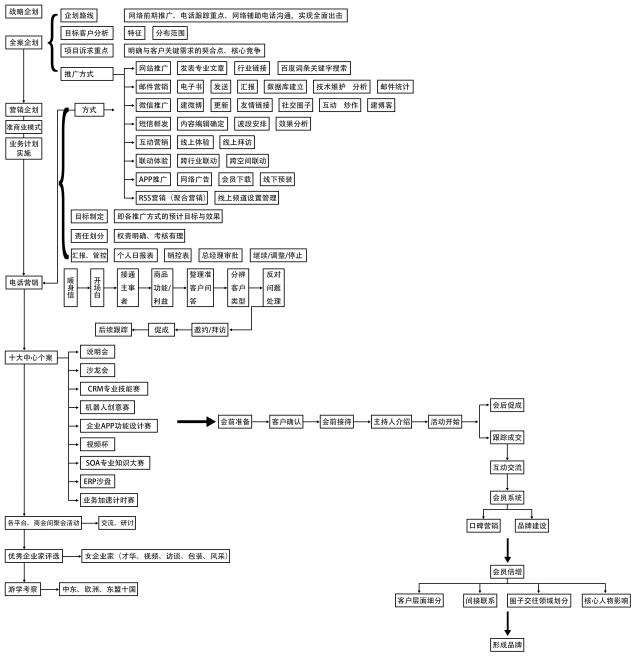 战略企划
企划路线
网络前期推广、电话跟踪重点、网络辅助电话沟通，实现全面出击
全案企划
目标客户分析
特征
分布范围
项目诉求重点
明确与客户关键需求的契合点、核心竞争
推广方式
网站推广
发表专业文章
行业链接
百度词条关键字搜索
邮件营销
电子书
发送
汇报
数据库建立
技术维护 分析
邮件统计
营销企划
方式
微信推广
建微博
更新
友情链接
社交圈子
互动 炒作
建博客
准商业模式
短信群发
内容编辑确定
波段安排
效果分析
业务计划
实施
互动营销
线上体验
线上拜访
联动体验
跨行业联动
跨空间联动
APP推广
网络广告
会员下载
线下预装
RSS营销（聚合营销）
线上频道设置管理
目标制定
即各推广方式的预计目标与效果
责任划分
权责明确、考核有理
汇报、管控
个人日报表
销控表
总经理审批
继续/调整/停止
电话营销
暖身信
开场白
接通主事者
商品功能/利益
整理准客户问答
分辨客户类型
反对问题处理
后续跟踪
促成
邀约/拜访
十大中心个案
说明会
沙龙会
CRM专业技能赛
机器人创意赛
企业APP功能设计赛
视频杯
SOA专业知识大赛
ERP沙盘
业务加速计时赛
会前准备
客户确认
会前接待
主持人介绍
活动开始
会后促成
跟踪成交
互动交流
会员系统
口碑营销
品牌建设
各平台、商会间聚会活动
交流、研讨
优秀企业家评选
女企业家（才华、视频、访谈、包装、风采）
游学考察
中东、欧洲、东盟十国
会员倍增
客户层面细分
间接联系
圈子交往领域划分
核心人物影响
形成品牌